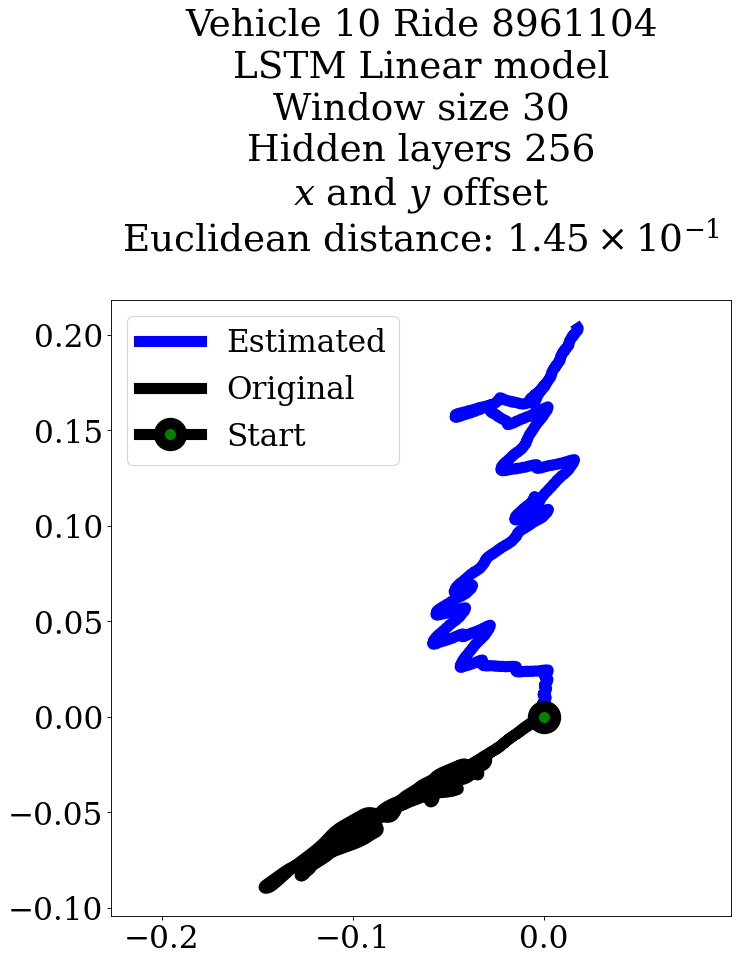 Vehicle 10 Ride 8961104
LSTM Linear model
Window size 30
Hidden layers 256
x and y offset
Euclidean distance: 1.45 × 10⁻¹
Estimated
Original
Start
0.20
0.15
0.10
0.05
0.00
−0.05
−0.10
−0.2 −0.1 0.0